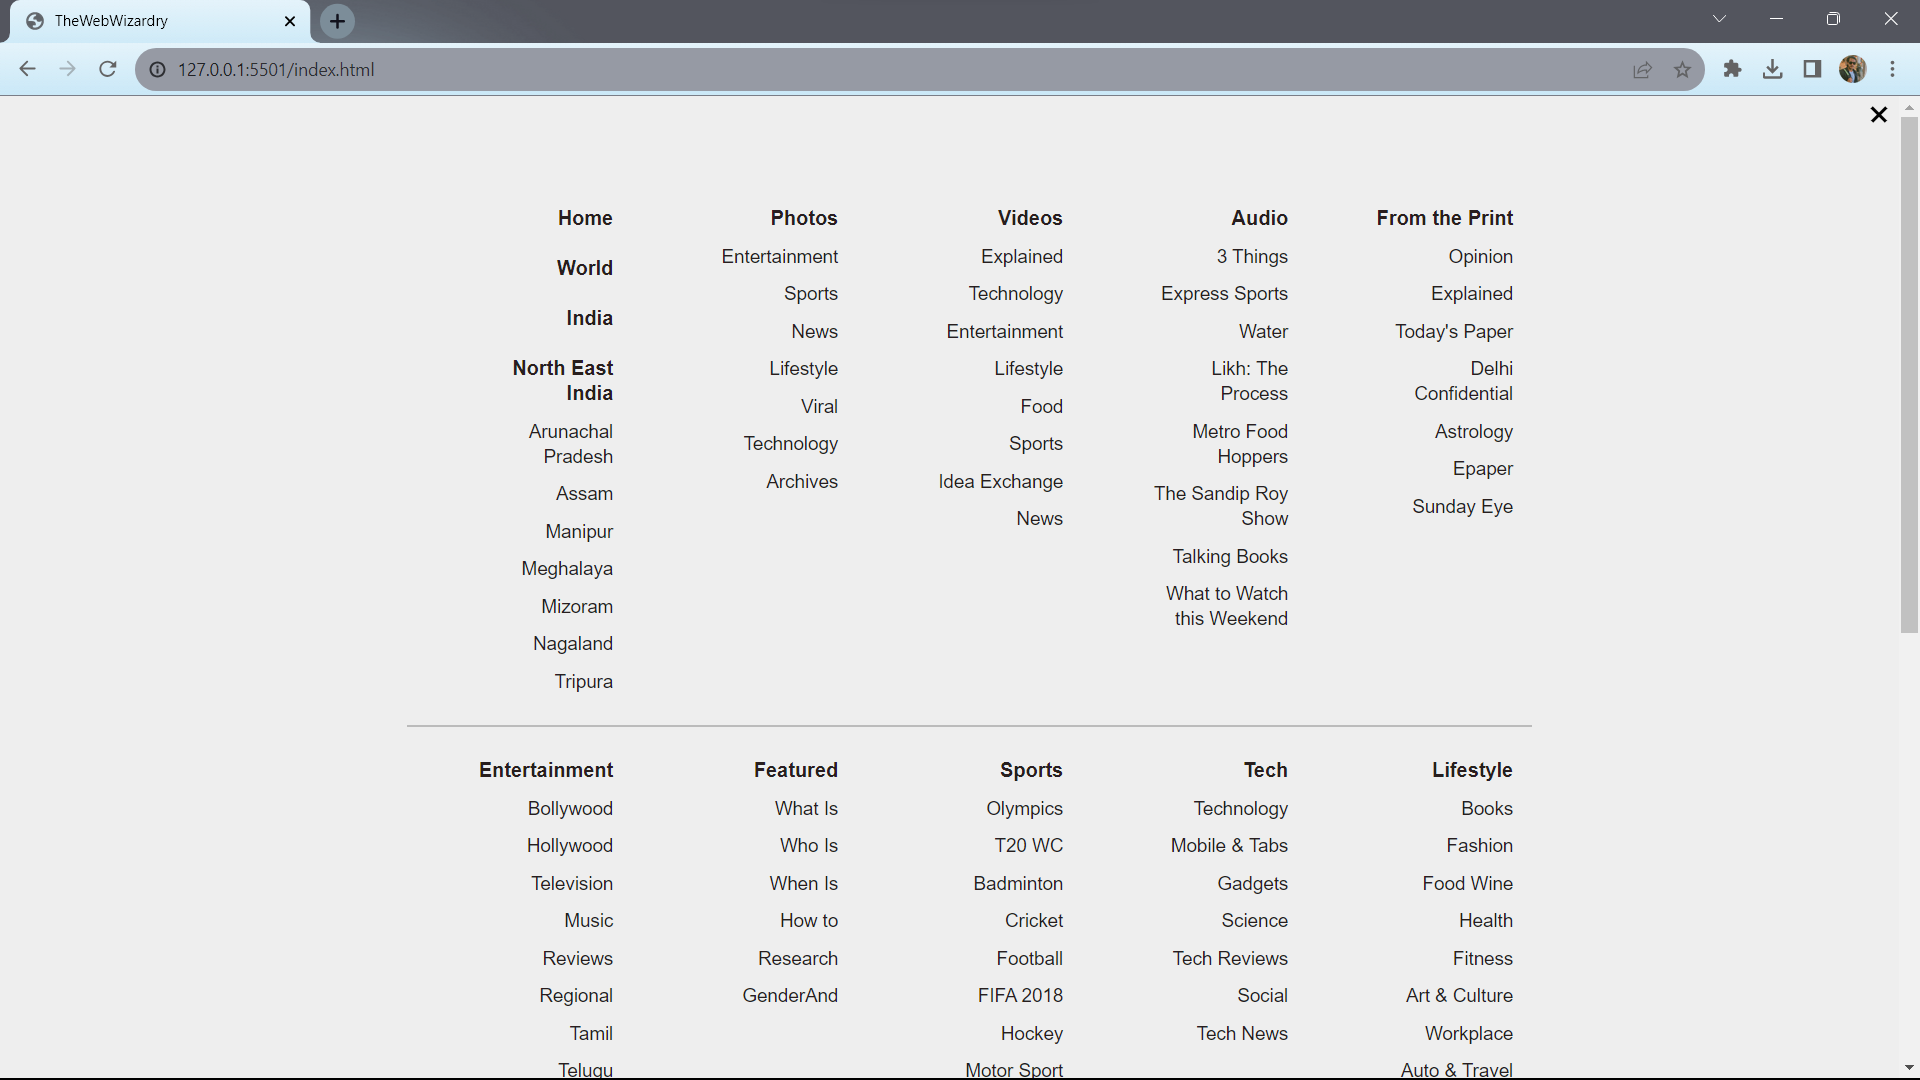 TheWebWizardry
127.0.0.1:5501/index.html
Home
World
India
North East
India
Arunachal
Pradesh
Assam
Manipur
Meghalaya
Mizoram
Nagaland
Tripura
Photos
Entertainment
Sports
News
Lifestyle
Viral
Technology
Archives
Videos
Explained
Technology
Entertainment
Lifestyle
Food
Sports
Idea Exchange
News
Audio
3 Things
Express Sports
Water
Likh: The
Process
Metro Food
Hoppers
The Sandip Roy
Show
Talking Books
What to Watch
this Weekend
From the Print
Opinion
Explained
Today's Paper
Delhi
Confidential
Astrology
Epaper
Sunday Eye
Entertainment
Bollywood
Hollywood
Television
Music
Reviews
Regional
Tamil
Telugu
Featured
What Is
Who Is
When Is
How to
Research
GenderAnd
Sports
Olympics
T20 WC
Badminton
Cricket
Football
FIFA 2018
Hockey
Motor Sport
Tech
Technology
Mobile & Tabs
Gadgets
Science
Tech Reviews
Social
Tech News
Lifestyle
Books
Fashion
Food Wine
Health
Fitness
Art & Culture
Workplace
Auto & Travel